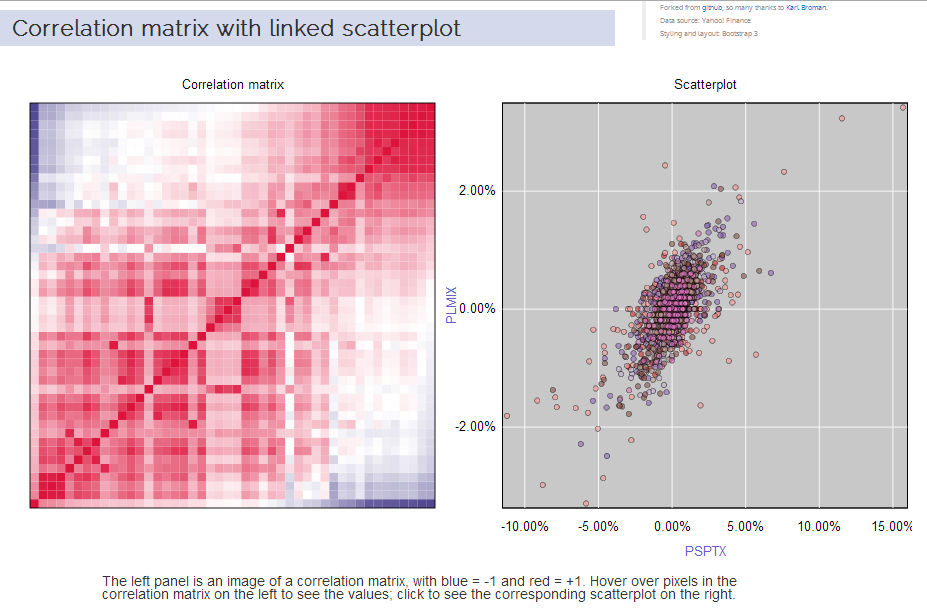 Forked from github, so many thanks to Karl Broman.
Data source: Yahoo! Finance
Styling and layout: Bootstrap 3
Correlation matrix with linked scatterplot
Correlation matrix
Scatterplot
2.00%
0.00%
-2.00%
PLMIX
-10.00%
-5.00%
0.00%
5.00%
10.00%
15.00%
PSPTX
The left panel is an image of a correlation matrix, with blue = -1 and red = +1. Hover over pixels in the
correlation matrix on the left to see the values; click to see the corresponding scatterplot on the right.